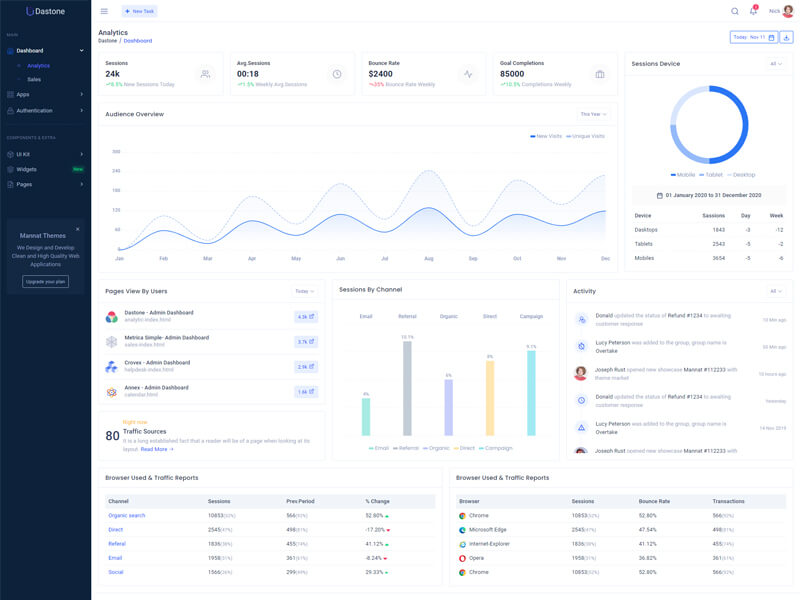 Dastone
+ New Task
Nick
MAIN
Dashboard
Analytics
Sales
Apps
Authentication
COMPONENTS & EXTRA
UI Kit
Widgets New
Pages
×
Mannat Themes
We Design and Develop
Clean and High Quality Web
Applications
Upgrade your plan
Analytics
Dastone / Dashboard
Today: Nov 11
Sessions
24k
8.5% New Sessions Today
Avg.Sessions
00:18
1.5% Weekly Avg.Sessions
Bounce Rate
$2400
35% Bounce Rate Weekly
Goal Completions
85000
10.5% Completions Weekly
Audience Overview
This Year
New Visits Unique Visits
300
240
180
120
60
0
Jan Feb Mar Apr May Jun Jul Aug Sep Oct Nov Dec
Sessions Device
All
Mobile Tablet Desktop
01 January 2020 to 31 December 2020
Device Sessions Day Week
Desktops 1843 -3 -12
Tablets 2543 -5 -2
Mobiles 3654 -5 -6
Pages View By Users
Today
Dastone - Admin Dashboard
analytic-index.html
4.3k
Metrica Simple- Admin Dashboard
sales-index.html
3.7k
Crovex - Admin Dashboard
helpdesk-index.html
2.9k
Annex - Admin Dashboard
calendar.html
1.6k
80
Right now
Traffic Sources
It is a long established fact that a reader will be of a page when looking at its
layout. Read More →
Sessions By Channel
Email Referral Organic Direct Campaign
4% 10.1% 6% 8% 9.1%
Email Referral Organic Direct Campaign
Activity
All
Donald updated the status of Refund #1234 to awaiting
customer response
10 Min ago
Lucy Peterson was added to the group, group name is
Overtake
50 Min ago
Joseph Rust opened new showcase Mannat #112233 with
theme market
10 hours ago
Donald updated the status of Refund #1234 to awaiting
customer response
Yesterday
Lucy Peterson was added to the group, group name is
Overtake
14 Nov 2019
Joseph Rust opened new showcase Mannat #112233 with
Browser Used & Traffic Reports
Channel Sessions Prev.Period % Change
Organic search 10853(52%) 566(92%) 52.80%
Direct 2545(47%) 498(81%) -17.20%
Referal 1836(38%) 455(74%) 41.12%
Email 1958(31%) 361(61%) -8.24%
Social 1566(26%) 299(49%) 29.33%
Browser Used & Traffic Reports
Browser Sessions Bounce Rate Transactions
Chrome 10853(52%) 52.80% 566(92%)
Microsoft Edge 2545(47%) 47.54% 498(81%)
Internet-Explorer 1836(38%) 41.12% 455(74%)
Opera 1958(31%) 36.82% 361(61%)
Chrome 10853(52%) 52.80% 566(92%)